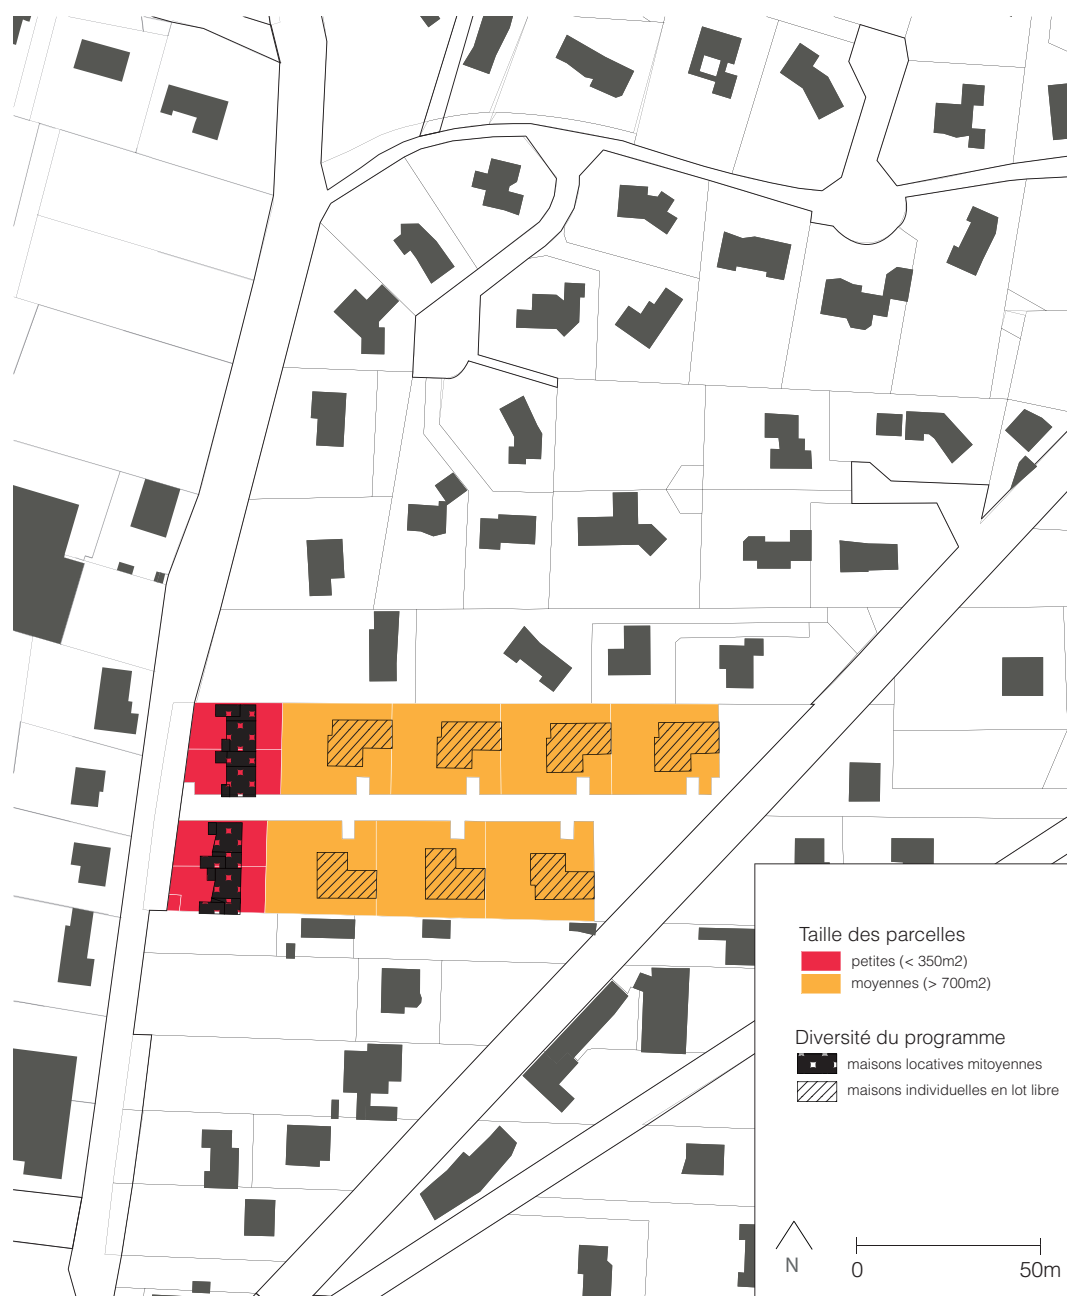 Taille des parcelles
petites (< 350m2)
moyennes (> 700m2)
Diversité du programme
maisons locatives mitoyennes
maisons individuelles en lot libre
N
0 50m